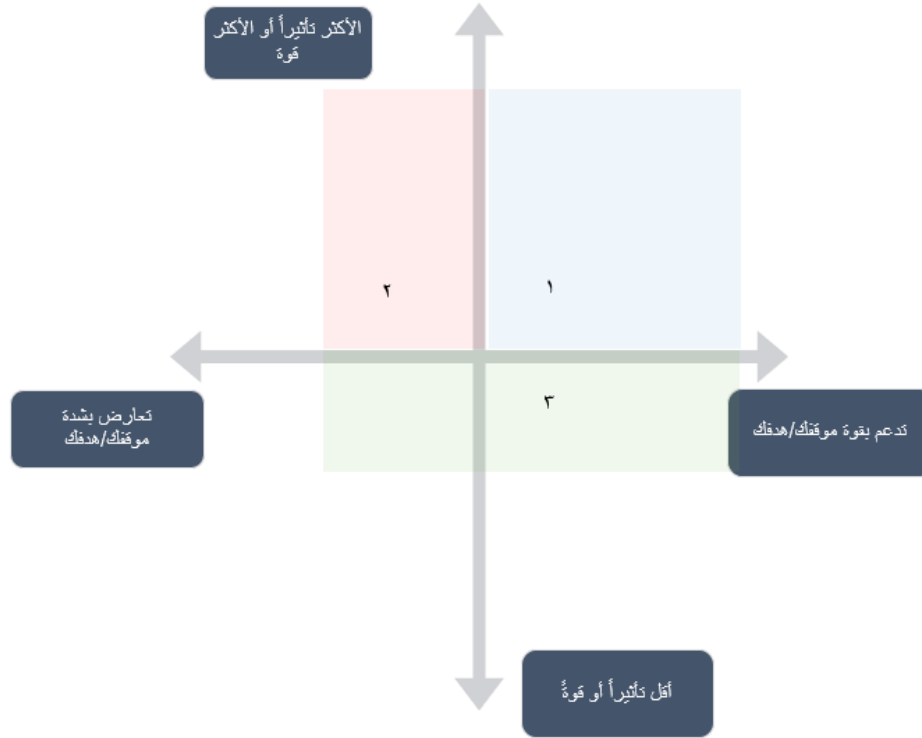 الأكثر تأثيراً أو الأكثر
قوة
٢
١
تعارض بشدة
موقفك/هدفك
٣
تدعم بقوة موقفك/هدفك
أقل تأثيراً أو قوةً